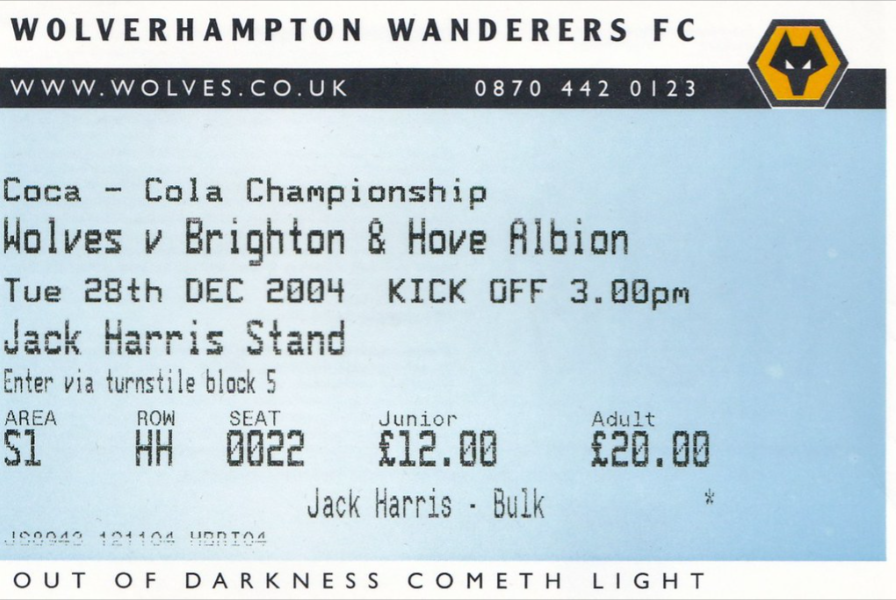 WOLVERHAMPTON WANDERERS FC
WWW.WOLVES.CO.UK 0870 442 0123
Coca - Cola Championship
Wolves v Brighton & Hove Albion
Tue 28th DEC 2004 KICK OFF 3.00pm
Jack Harris Stand
Enter via turnstile block 5
AREA ROW SEAT Junior Adult
S1 HH 0022 £12.00 £20.00
Jack Harris - Bulk *
121104 HBRI04
OUT OF DARKNESS COMETH LIGHT